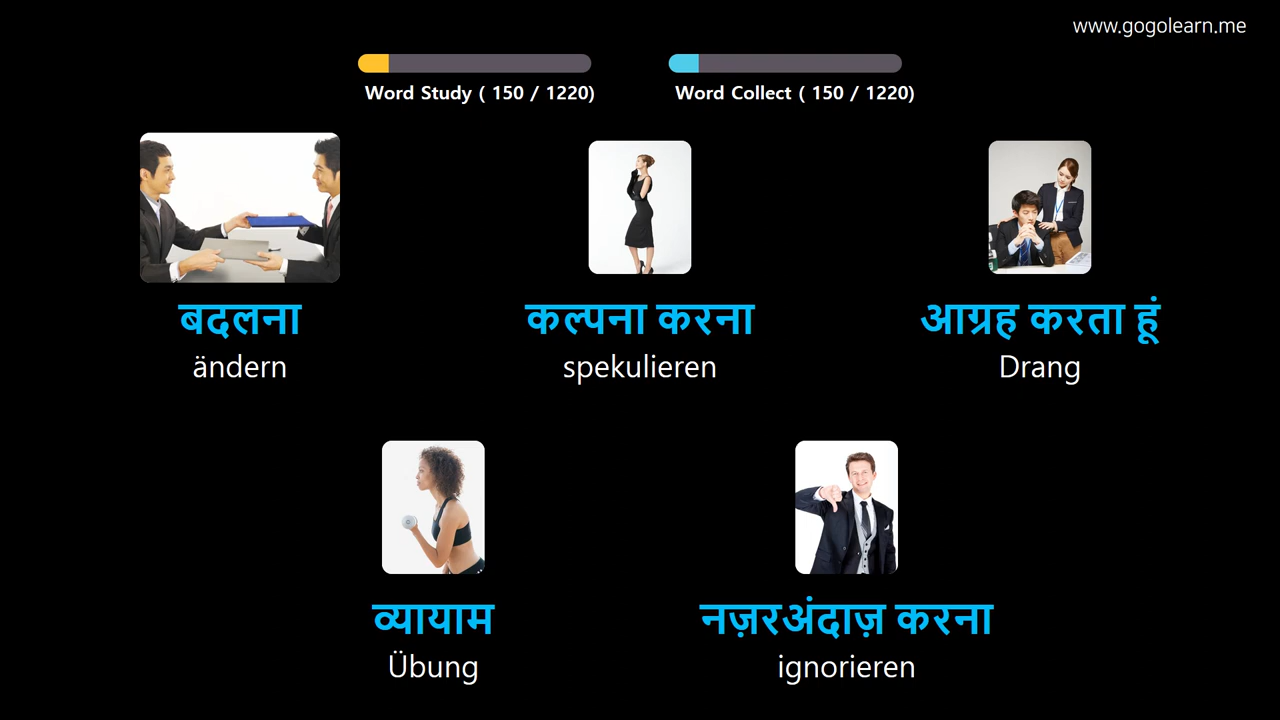 www.gogolearn.me
Word Study ( 150 / 1220)
Word Collect ( 150 / 1220)
बदलना
ändern
कल्पना करना
spekulieren
आग्रह करता हूं
Drang
व्यायाम
Übung
नज़रअंदाज़ करना
ignorieren